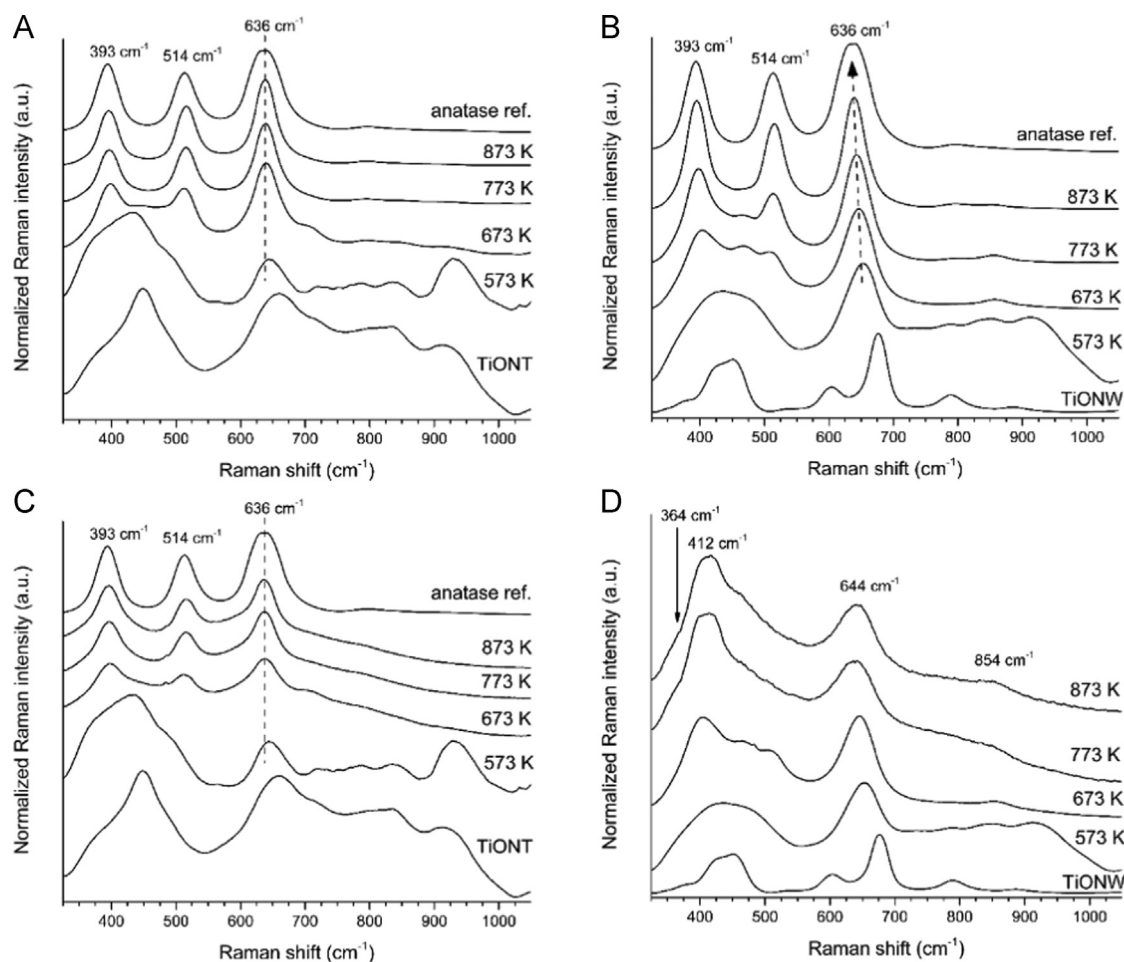 A
393 cm⁻¹
514 cm⁻¹
636 cm⁻¹
anatase ref.
873 K
773 K
673 K
573 K
TiONT
Normalized Raman intensity (a.u.)
400 500 600 700 800 900 1000
Raman shift (cm⁻¹)
B
393 cm⁻¹
514 cm⁻¹
636 cm⁻¹
anatase ref.
873 K
773 K
673 K
573 K
TiONW
Normalized Raman intensity (a.u.)
400 500 600 700 800 900 1000
Raman shift (cm⁻¹)
C
393 cm⁻¹
514 cm⁻¹
636 cm⁻¹
anatase ref.
873 K
773 K
673 K
573 K
TiONT
Normalized Raman intensity (a.u.)
400 500 600 700 800 900 1000
Raman shift (cm⁻¹)
D
364 cm⁻¹
412 cm⁻¹
644 cm⁻¹
854 cm⁻¹
873 K
773 K
673 K
573 K
TiONW
Normalized Raman intensity (a.u.)
400 500 600 700 800 900 1000
Raman shift (cm⁻¹)